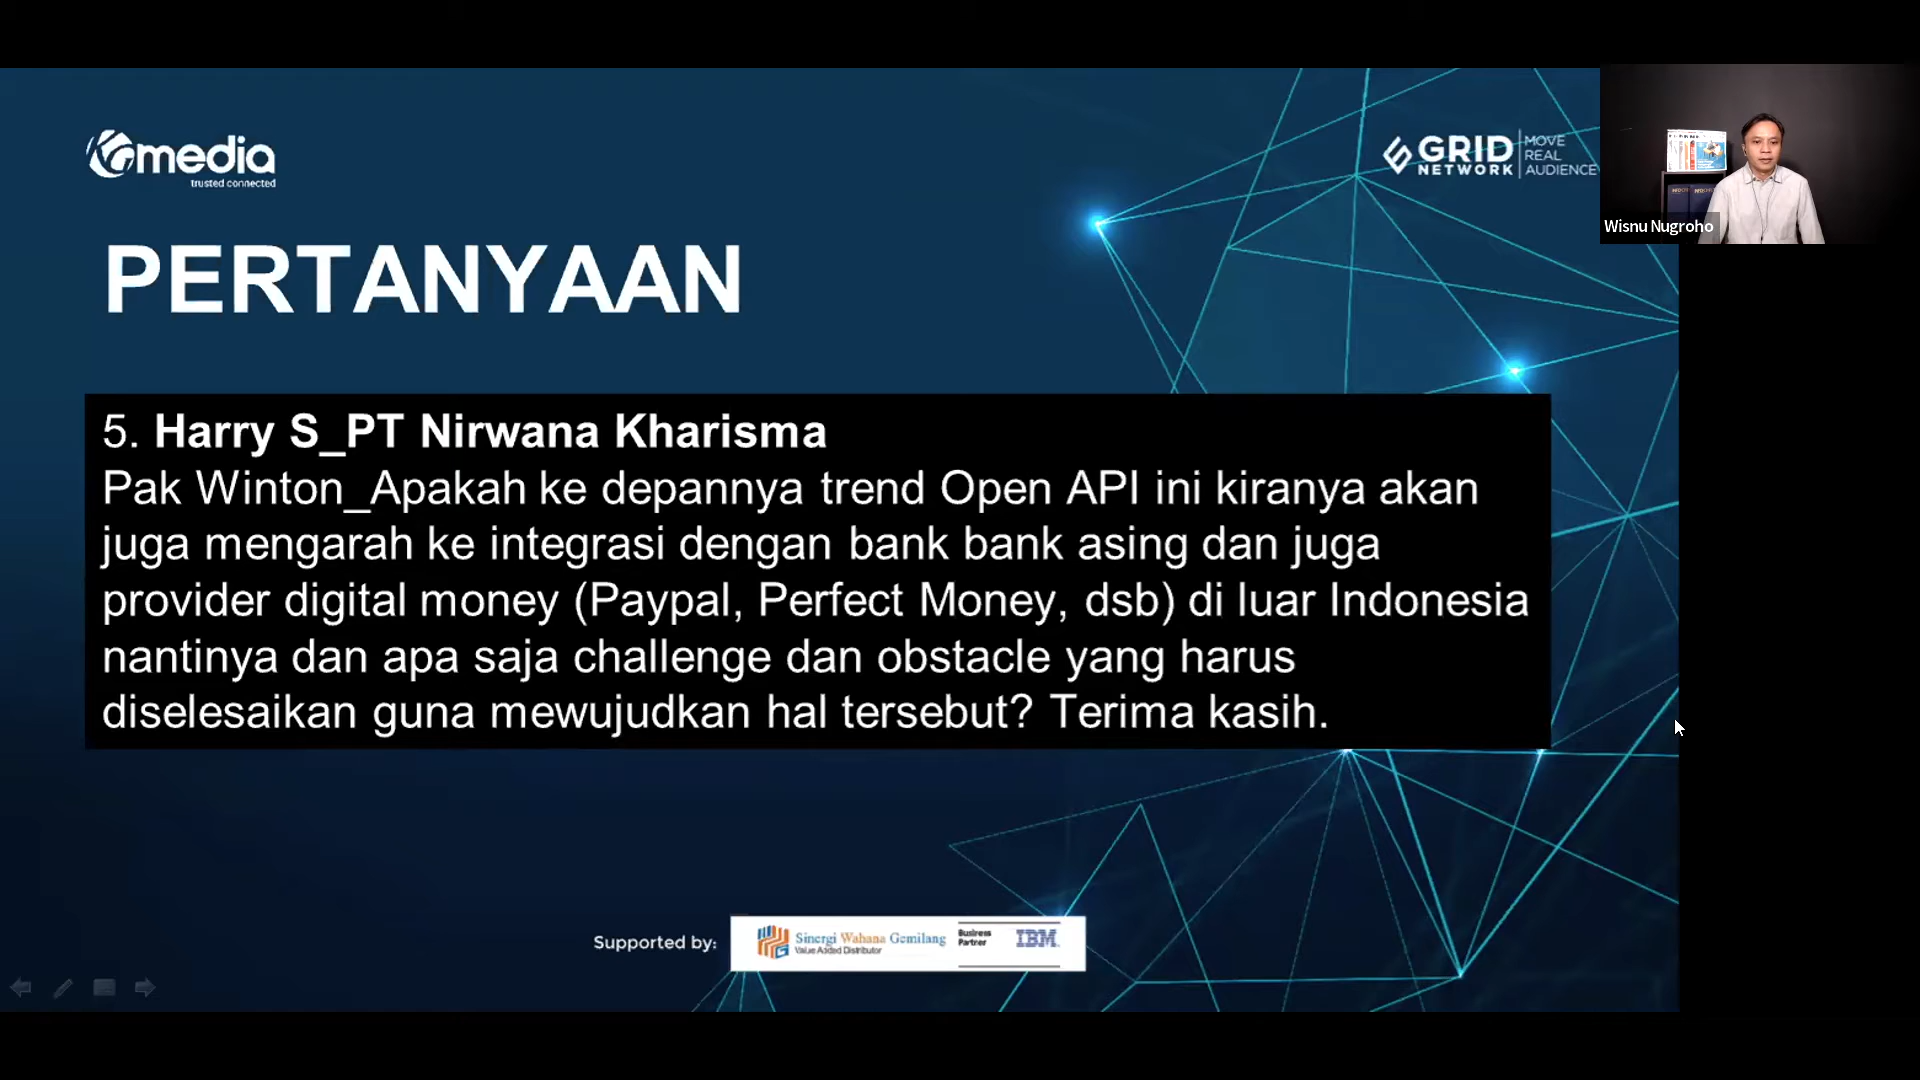 KGmedia
trusted connected
GRID
NETWORK
MOVE
REAL
AUDIENCE
Wisnu Nugroho
PERTANYAAN
5. Harry S_PT Nirwana Kharisma
Pak Winton_Apakah ke depannya trend Open API ini kiranya akan
juga mengarah ke integrasi dengan bank bank asing dan juga
provider digital money (Paypal, Perfect Money, dsb) di luar Indonesia
nantinya dan apa saja challenge dan obstacle yang harus
diselesaikan guna mewujudkan hal tersebut? Terima kasih.
Supported by:
Sinergi Wahana Gemilang
Value Added Distributor
Business
Partner
IBM